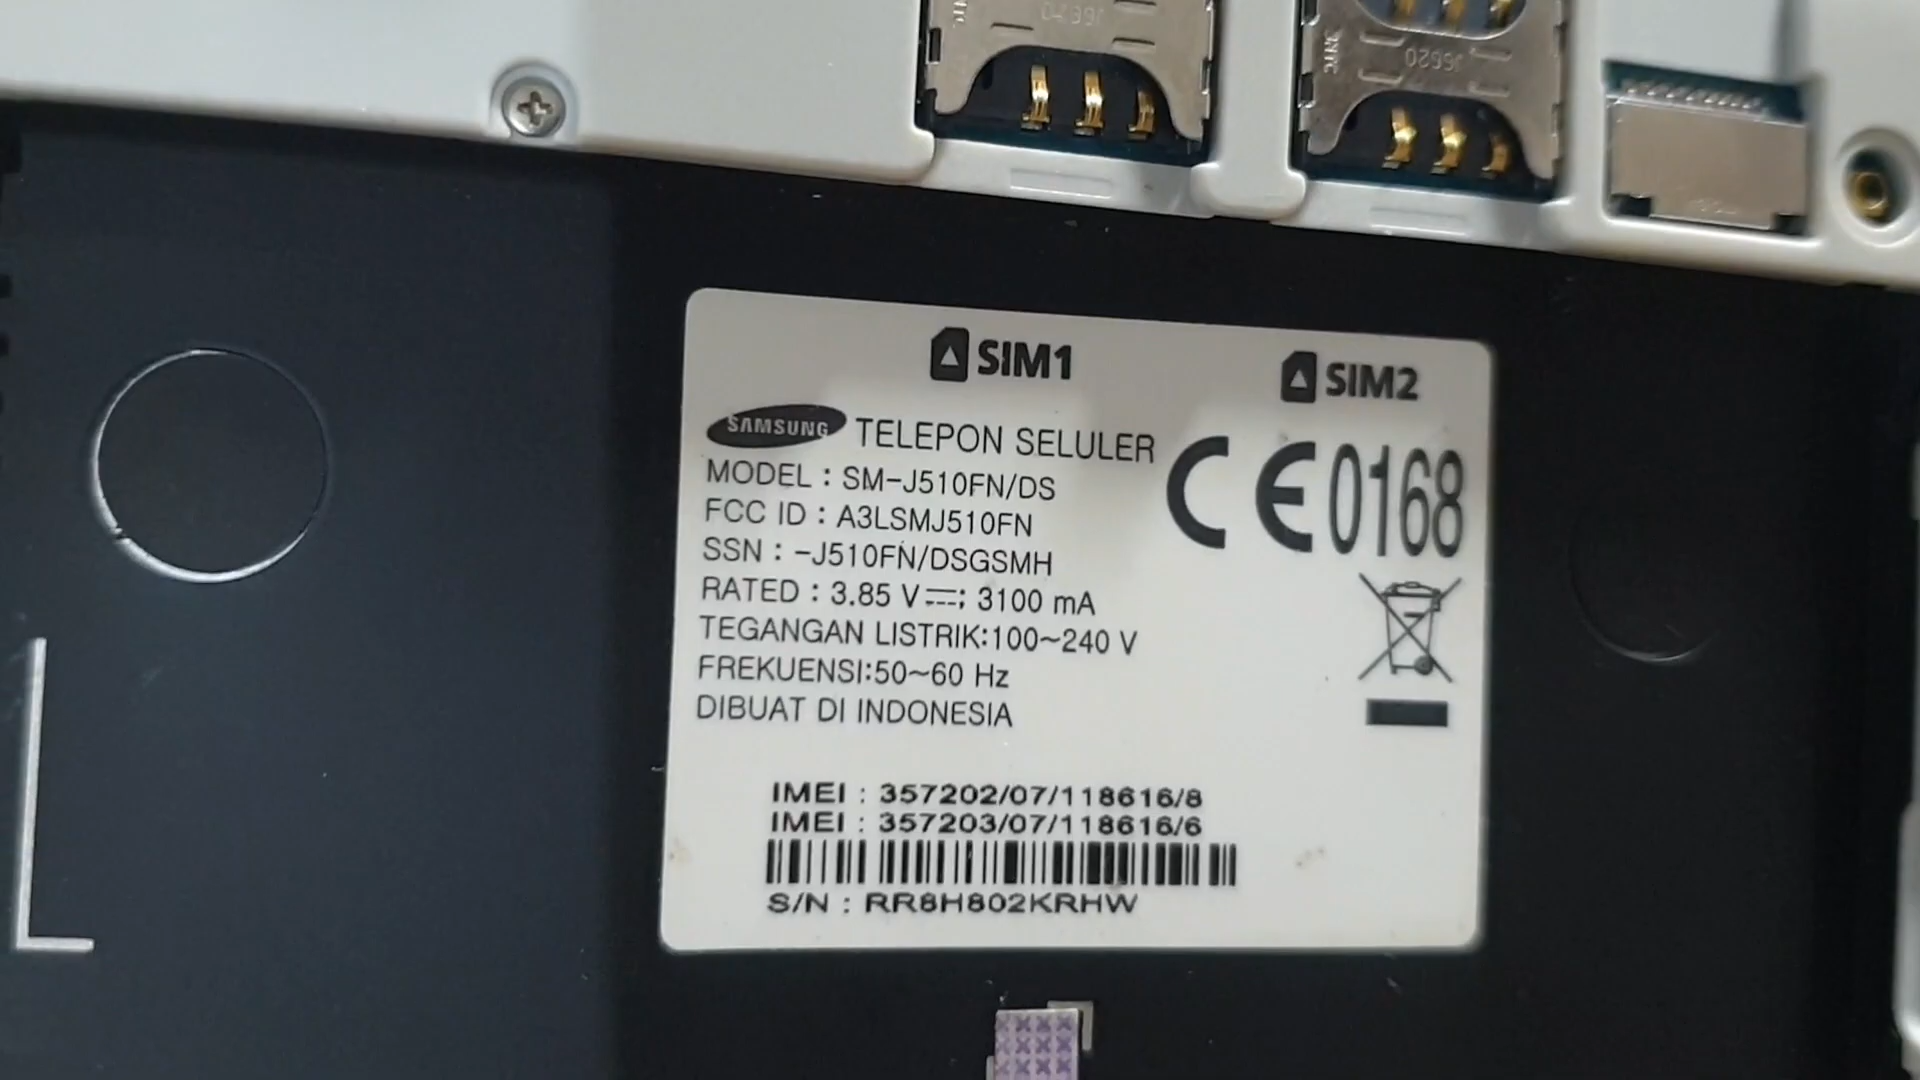 J6620
J6620
SIM1
SIM2
SAMSUNG TELEPON SELULER
MODEL : SM-J510FN/DS
FCC ID : A3LSMJ510FN
SSN : -J510FN/DSGSMH
RATED : 3.85 V⎓; 3100 mA
TEGANGAN LISTRIK:100~240 V
FREKUENSI:50~60 Hz
DIBUAT DI INDONESIA
CE0168
IMEI : 357202/07/118616/8
IMEI : 357203/07/118616/6
S/N : RR8H802KRHW